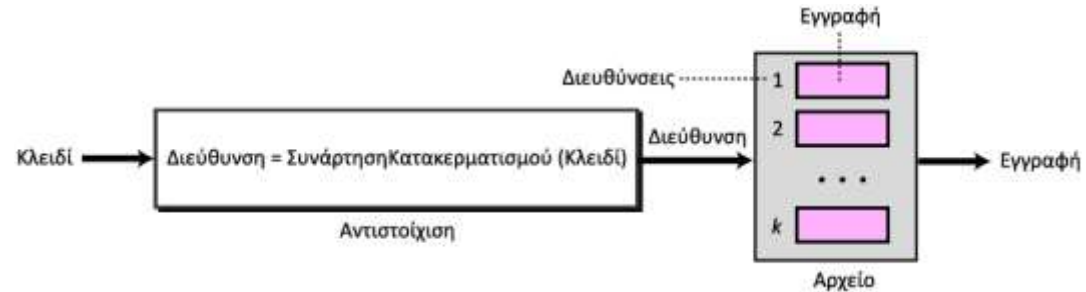 Εγγραφή
Διευθύνσεις
1
2
Κλειδί
Διεύθυνση = ΣυνάρτησηΚατακερματισμού (Κλειδί)
Διεύθυνση
Εγγραφή
. . .
k
Αντιστοίχιση
Αρχείο